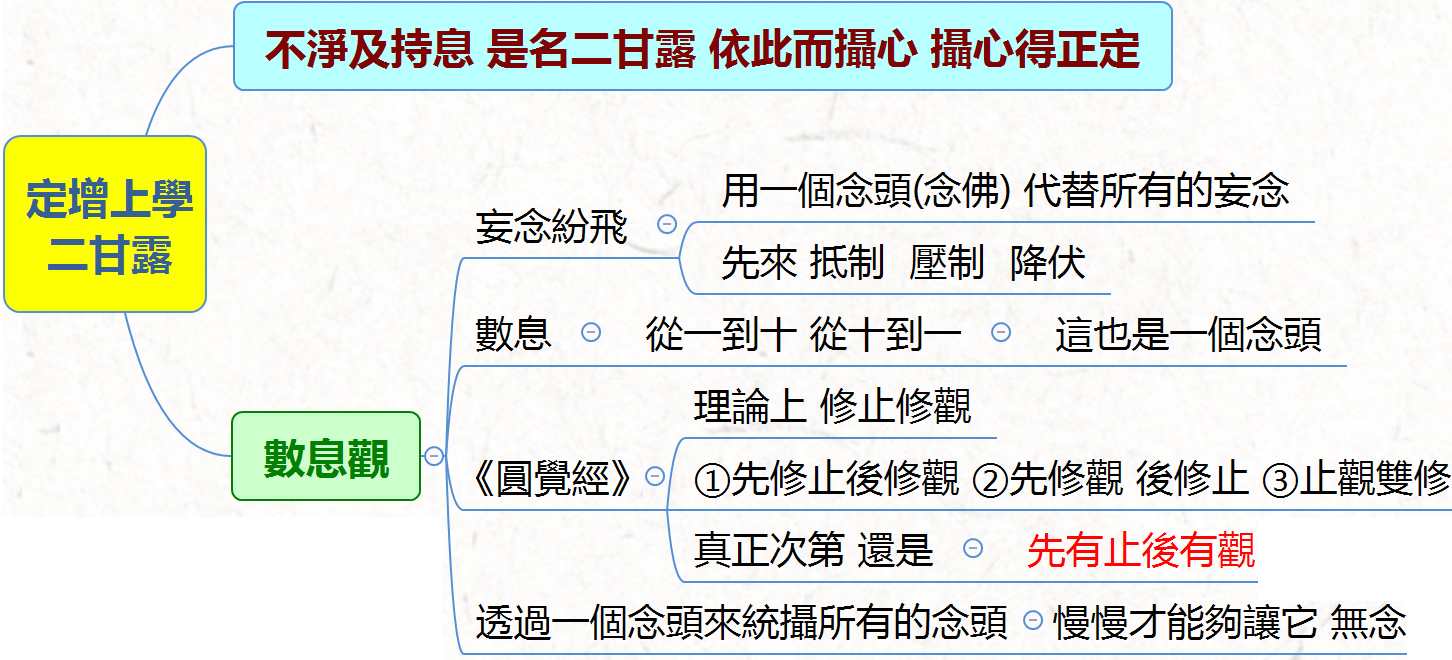 不淨及持息 是名二甘露 依此而攝心 攝心得正定
定增上學
二甘露
數息觀
妄念紛飛
用一個念頭(念佛) 代替所有的妄念
先來 抵制 壓制 降伏
數息 從一到十 從十到一 這也是一個念頭
《圓覺經》
理論上 修止修觀
①先修止後修觀 ②先修觀 後修止 ③止觀雙修
真正次第 還是 先有止後有觀
透過一個念頭來統攝所有的念頭 慢慢才能夠讓它 無念